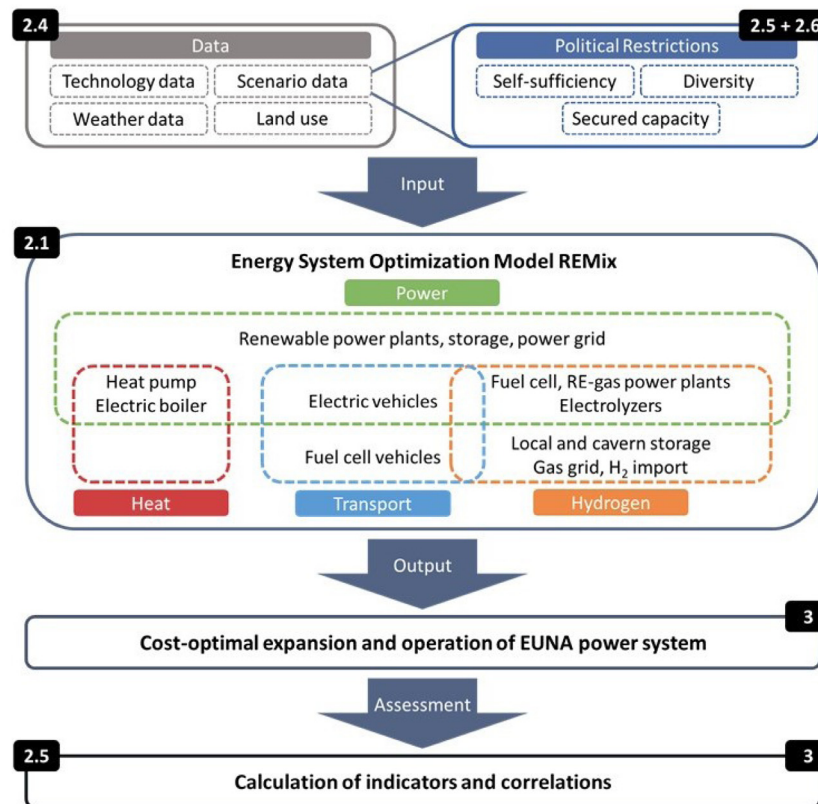 2.4
2.5 + 2.6
Data
Political Restrictions
Technology data
Scenario data
Self-sufficiency
Diversity
Weather data
Land use
Secured capacity
Input
2.1
Energy System Optimization Model REMix
Power
Renewable power plants, storage, power grid
Heat pump
Electric boiler
Electric vehicles
Fuel cell, RE-gas power plants
Electrolyzers
Fuel cell vehicles
Local and cavern storage
Gas grid, H₂ import
Heat
Transport
Hydrogen
Output
3
Cost-optimal expansion and operation of EUNA power system
Assessment
2.5
3
Calculation of indicators and correlations